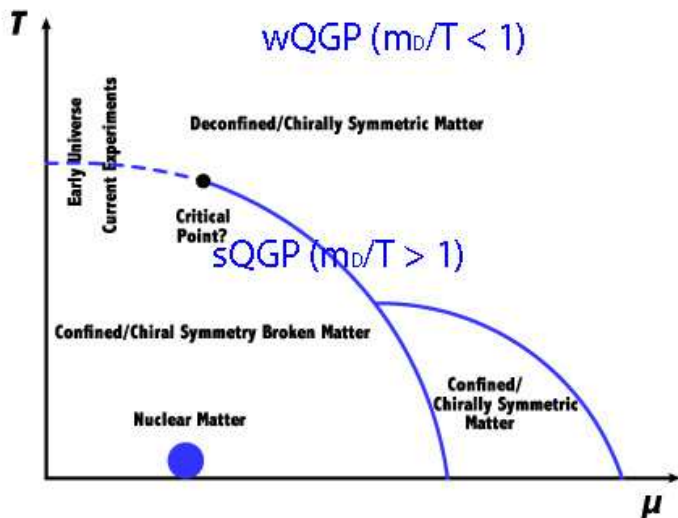 T
wQGP (mD/T < 1)
Early Universe
Current Experiments
Deconfined/Chirally Symmetric Matter
Critical
Point?
sQGP (mD/T > 1)
Confined/Chiral Symmetry Broken Matter
Confined/
Chirally Symmetric
Matter
Nuclear Matter
μ